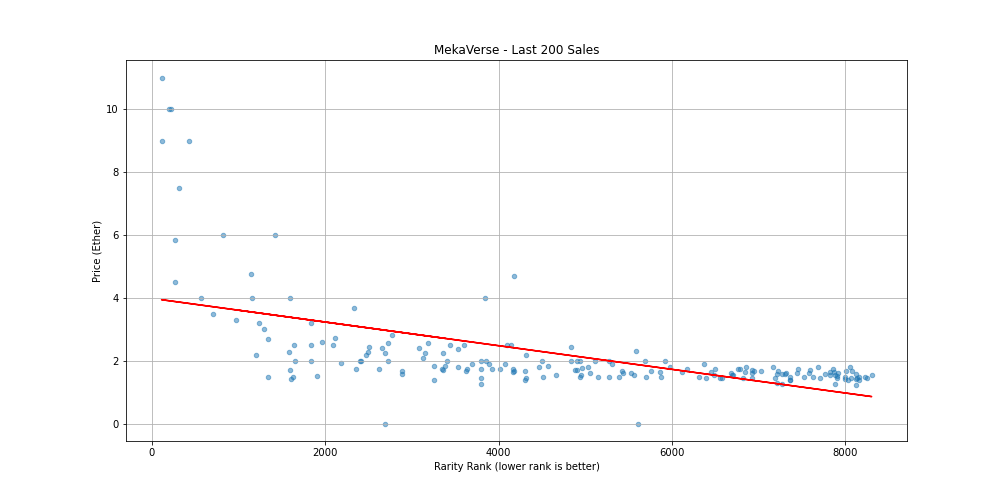 MekaVerse - Last 200 Sales
10
8
6
4
2
0
Price (Ether)
0 2000 4000 6000 8000
Rarity Rank (lower rank is better)